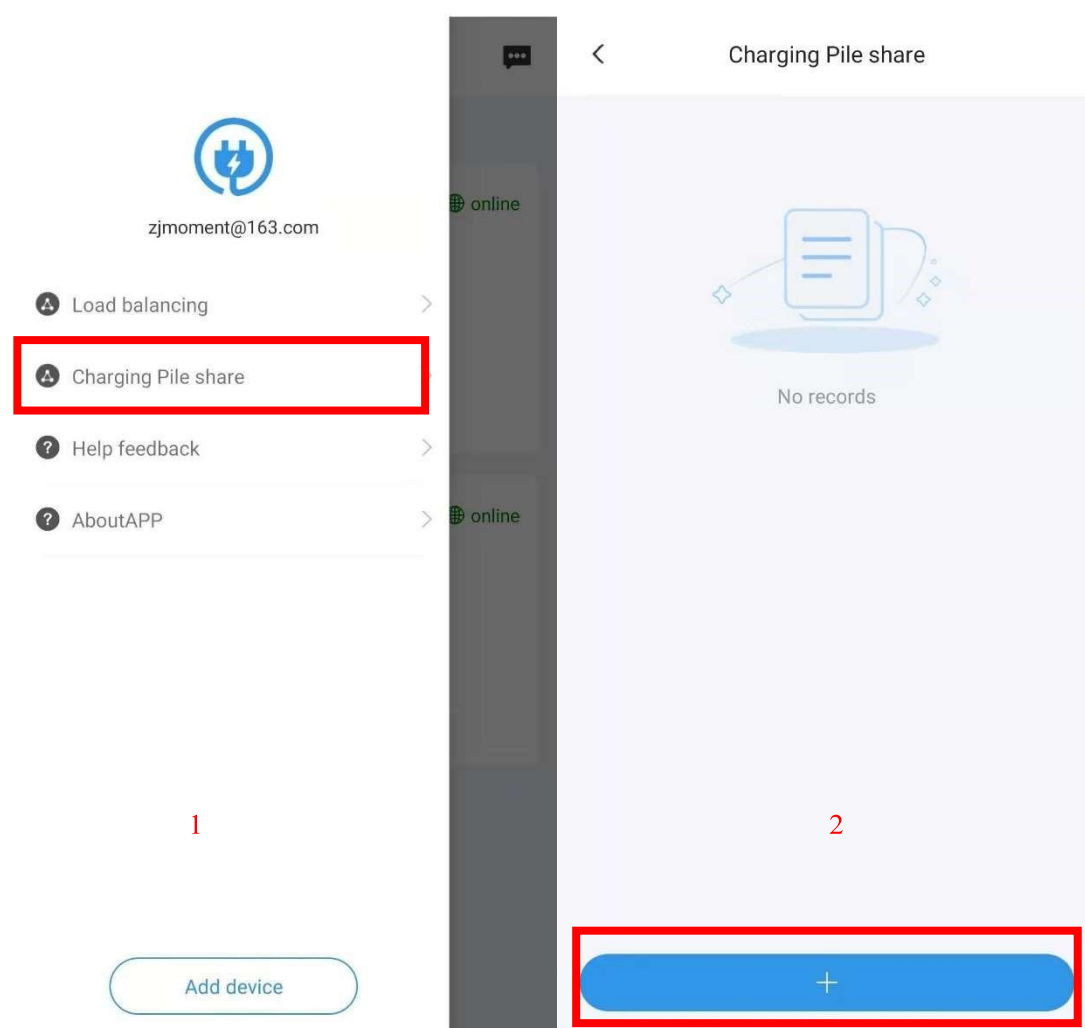 zjmoment@163.com
Load balancing
Charging Pile share
Help feedback
AboutAPP
1
Add device
online
online
Charging Pile share
No records
2
+